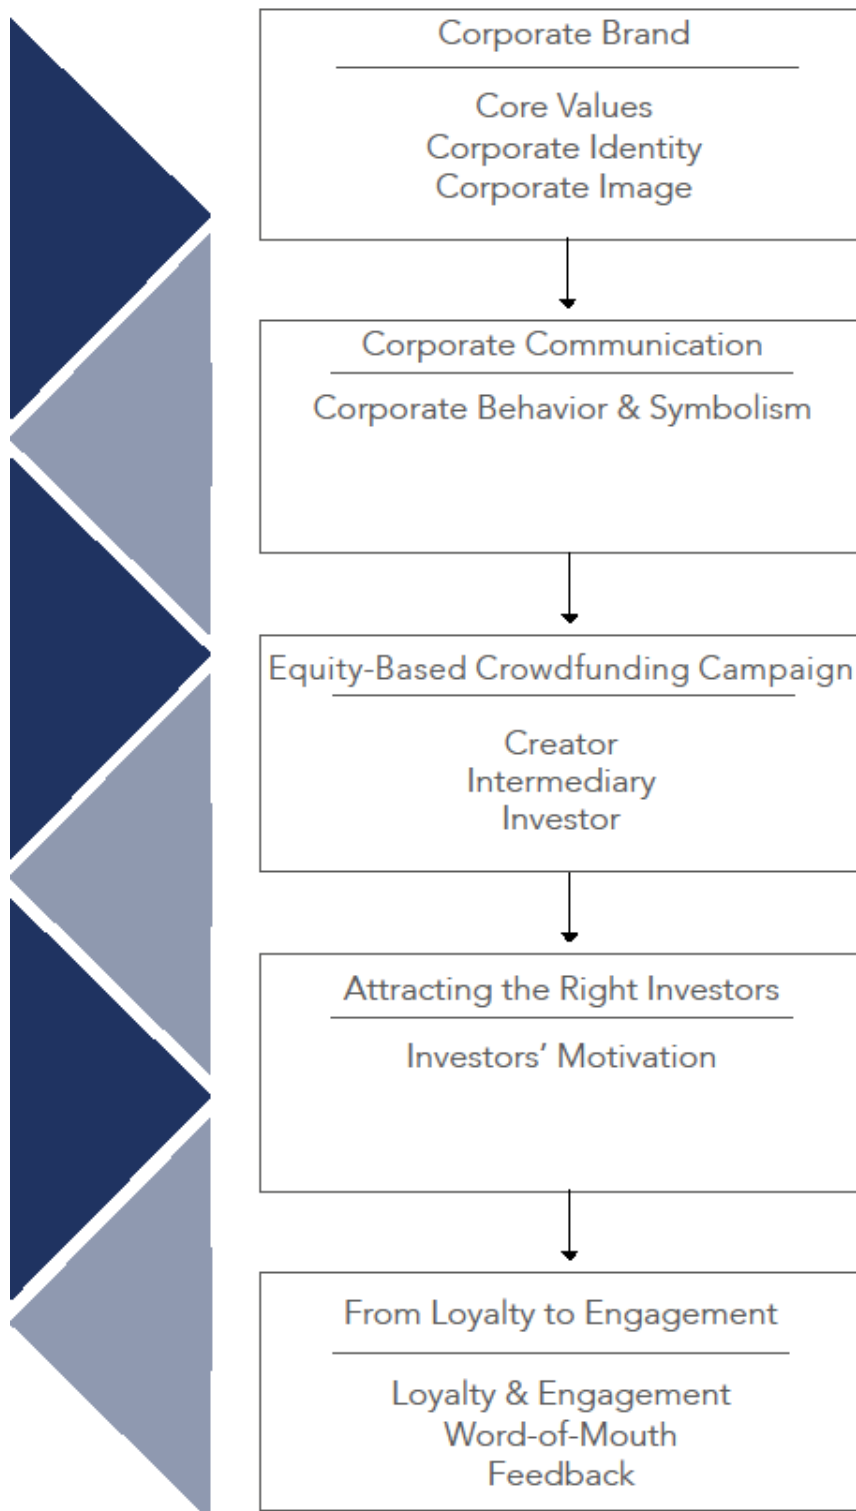 Corporate Brand
Core Values
Corporate Identity
Corporate Image
Corporate Communication
Corporate Behavior & Symbolism
Equity-Based Crowdfunding Campaign
Creator
Intermediary
Investor
Attracting the Right Investors
Investors’ Motivation
From Loyalty to Engagement
Loyalty & Engagement
Word-of-Mouth
Feedback